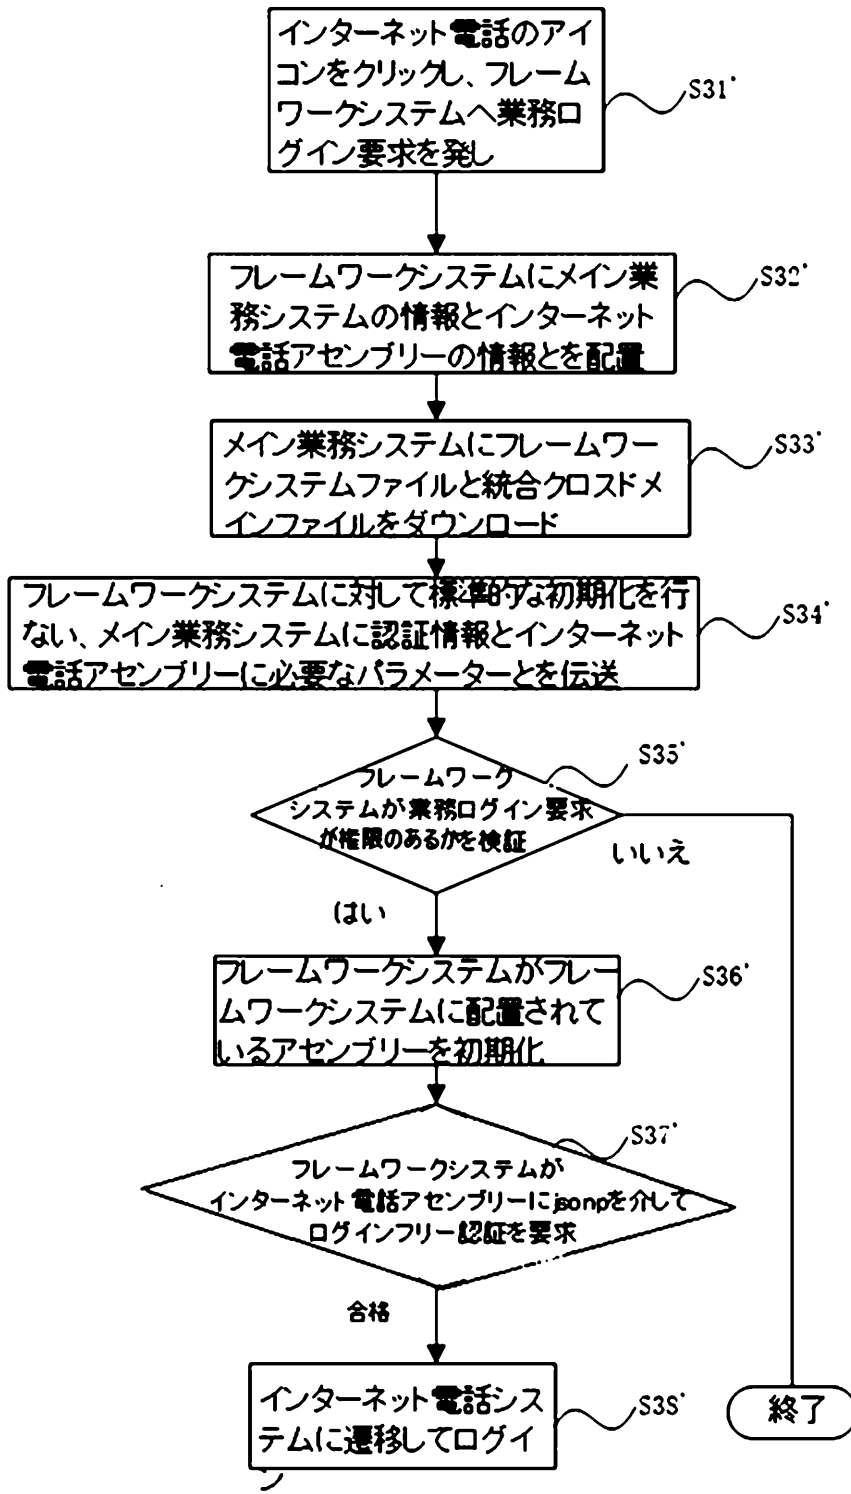 インターネット電話のアイ
コンをクリックし、フレーム
ワークシステムへ業務ロ
グイン要求を発し
S31'
フレームワークシステムにメイン業
務システムの情報とインターネット
電話アセンブリーの情報とを配置
S32'
メイン業務システムにフレームワー
クシステムファイルと統合クロスドメ
インファイルをダウンロード
S33'
フレームワークシステムに対して標準的な初期化を行
ない、メイン業務システムに認証情報とインターネット
電話アセンブリーに必要なパラメーターとを伝送
S34'
フレームワーク
システムが業務ログイン要求
が権限のあるかを検証
S35'
いいえ
はい
フレームワークシステムがフレー
ムワークシステムに配置されて
いるアセンブリーを初期化
S36'
フレームワークシステムが
インターネット電話アセンブリーにjsonpを介して
ログインフリー認証を要求
S37'
合格
インターネット電話シス
テムに遷移してログイ
ン
S3S'
終了